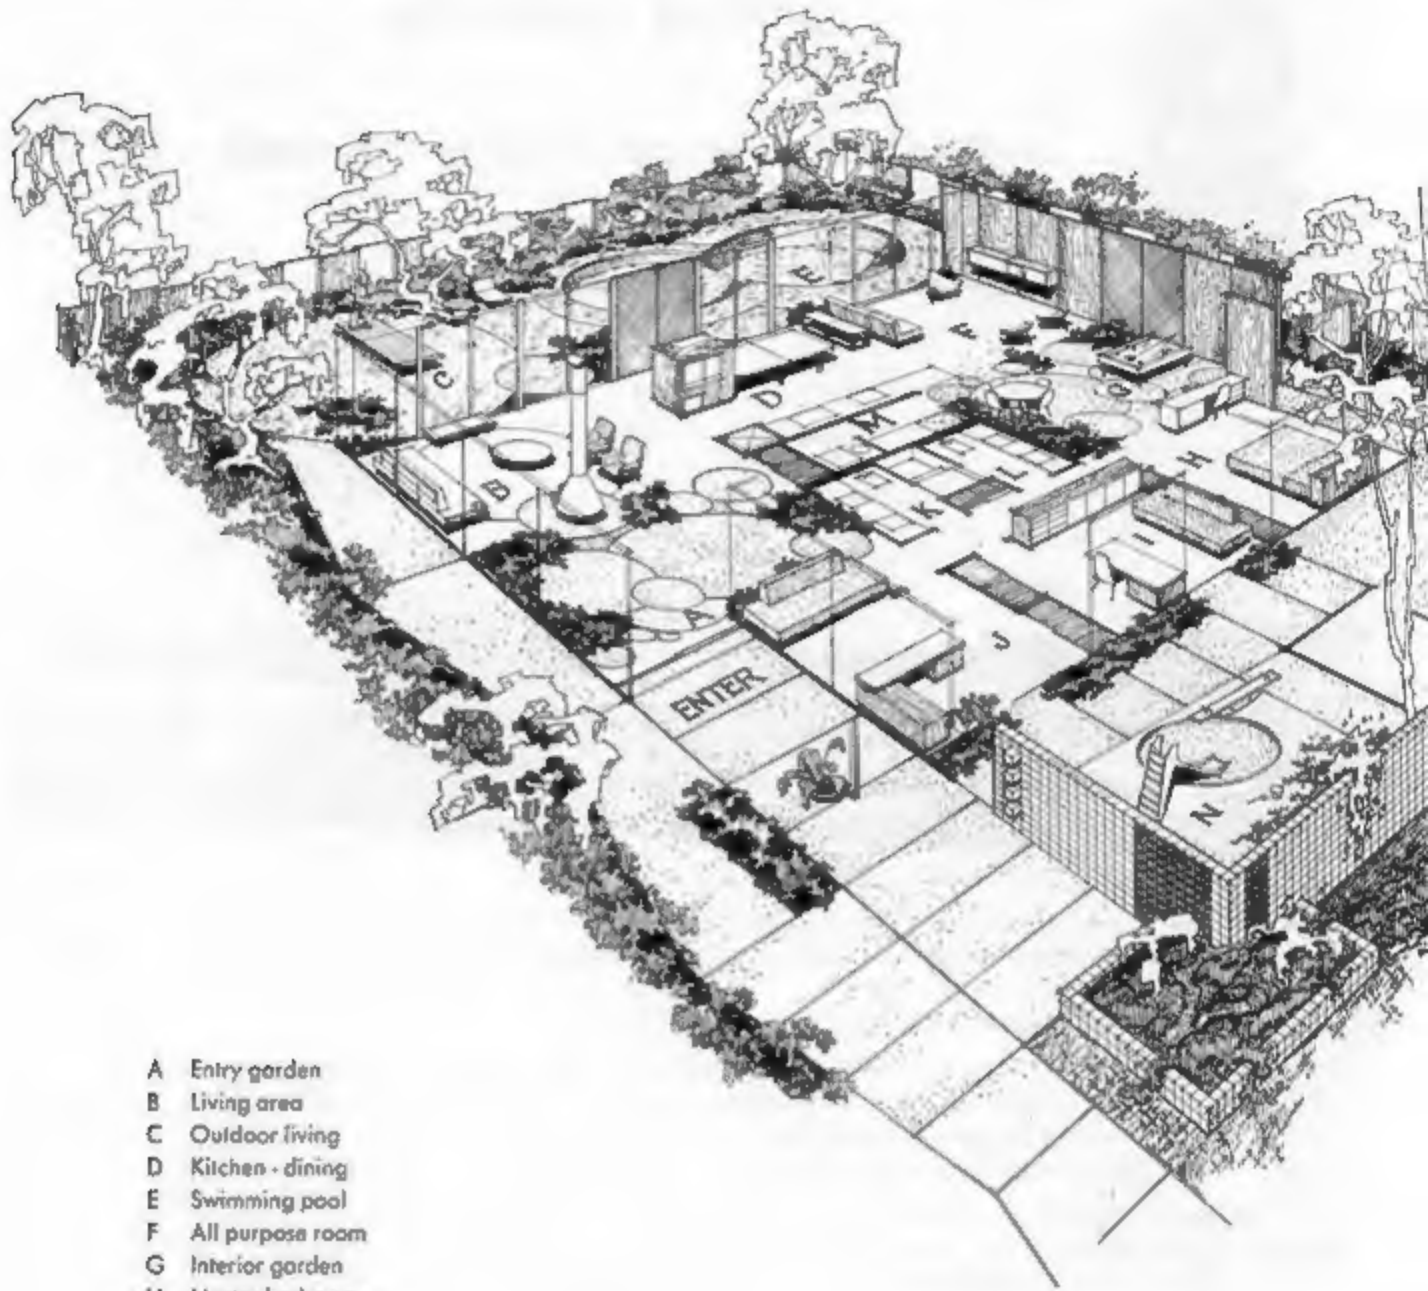 E
F
C
D
G
M
H
B
L
K
I
A
J
ENTER
N
A Entry garden
B Living area
C Outdoor living
D Kitchen - dining
E Swimming pool
F All purpose room
G Interior garden